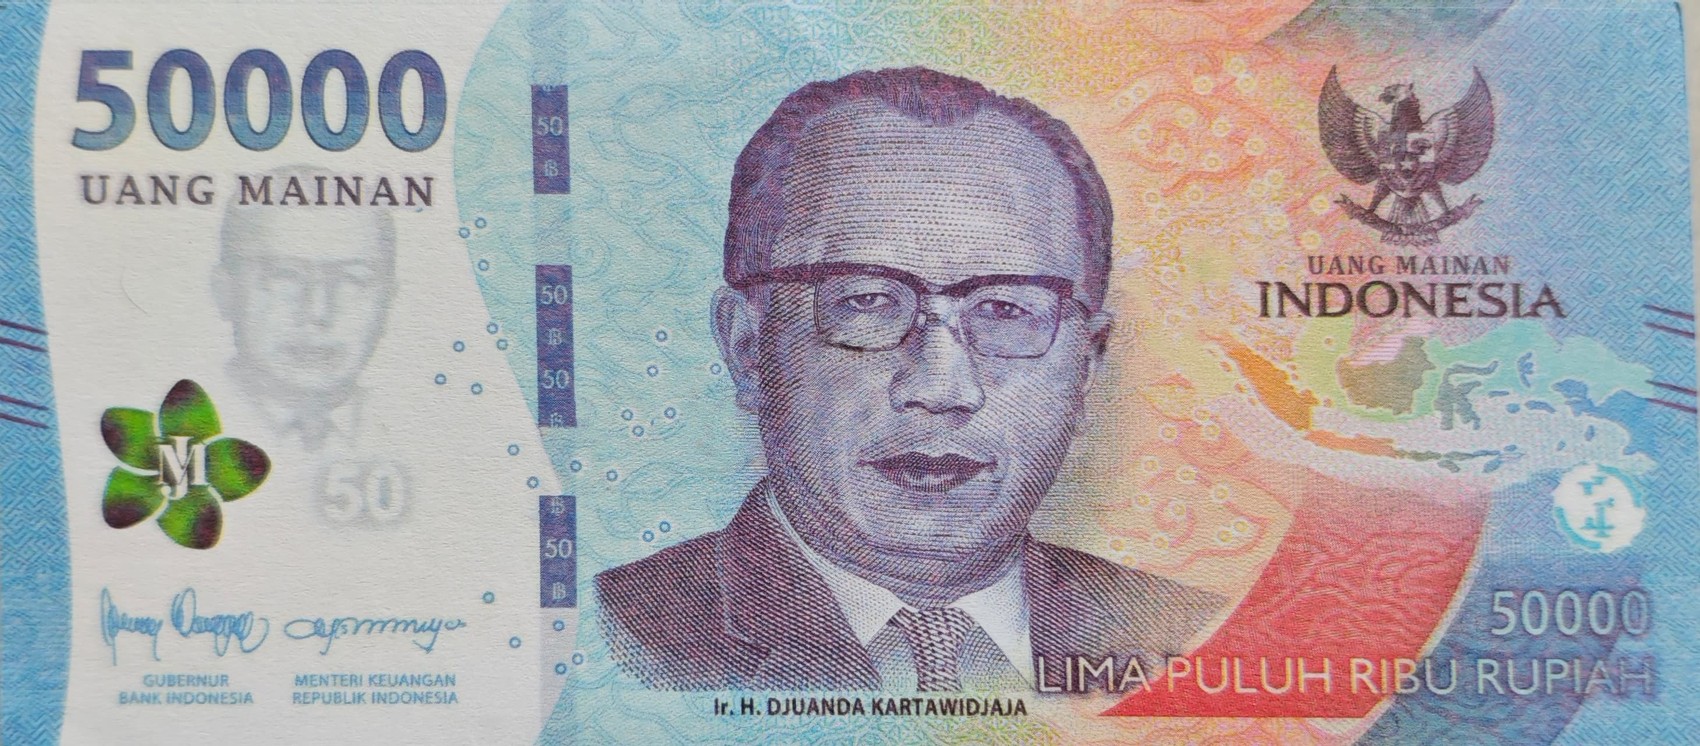 50000
UANG MAINAN
50
50
50
50
50
JM
GUBERNUR
BANK INDONESIA
MENTERI KEUANGAN
REPUBLIK INDONESIA
Ir. H. DJUANDA KARTAWIDJAJA
UANG MAINAN
INDONESIA
50000
LIMA PULUH RIBU RUPIAH